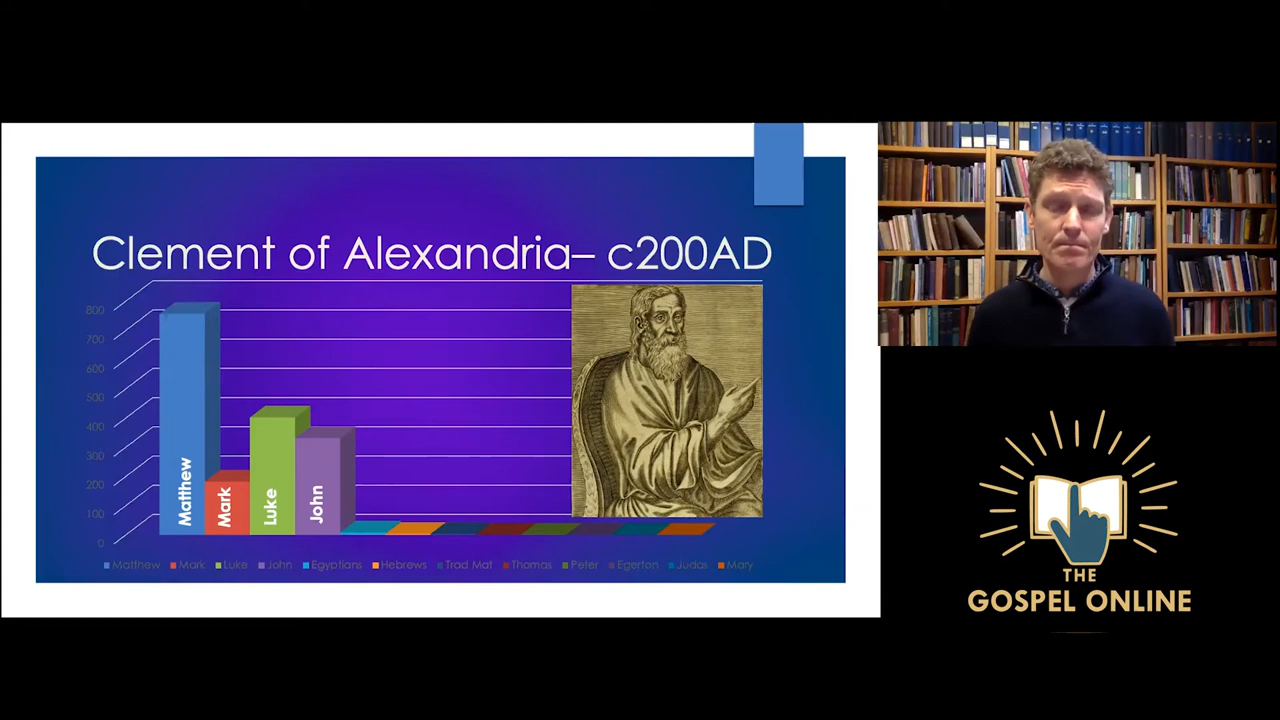 Clement of Alexandria– c200AD
800
700
600
500
400
300
200
100
0
Matthew
Mark
Luke
John
Matthew Mark Luke John Egyptians Hebrews Trad Mat Thomas Peter Egerton Judas Mary
THE
GOSPEL ONLINE